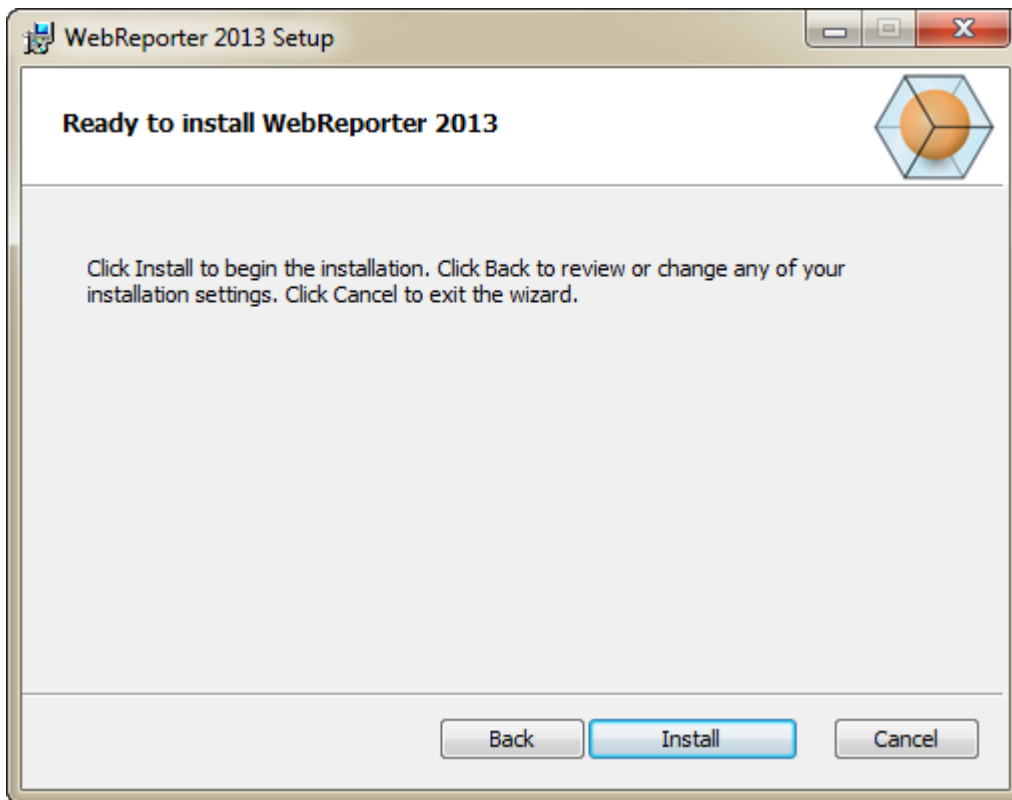 WebReporter 2013 Setup
Ready to install WebReporter 2013
Click Install to begin the installation. Click Back to review or change any of your
installation settings. Click Cancel to exit the wizard.
Back Install Cancel